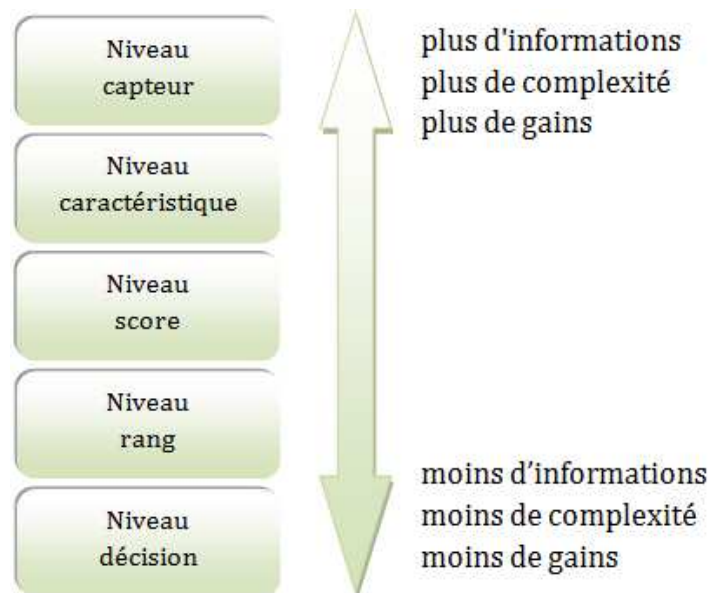 Niveau
capteur
Niveau
caractéristique
Niveau
score
Niveau
rang
Niveau
décision
plus d'informations
plus de complexité
plus de gains
moins d’informations
moins de complexité
moins de gains